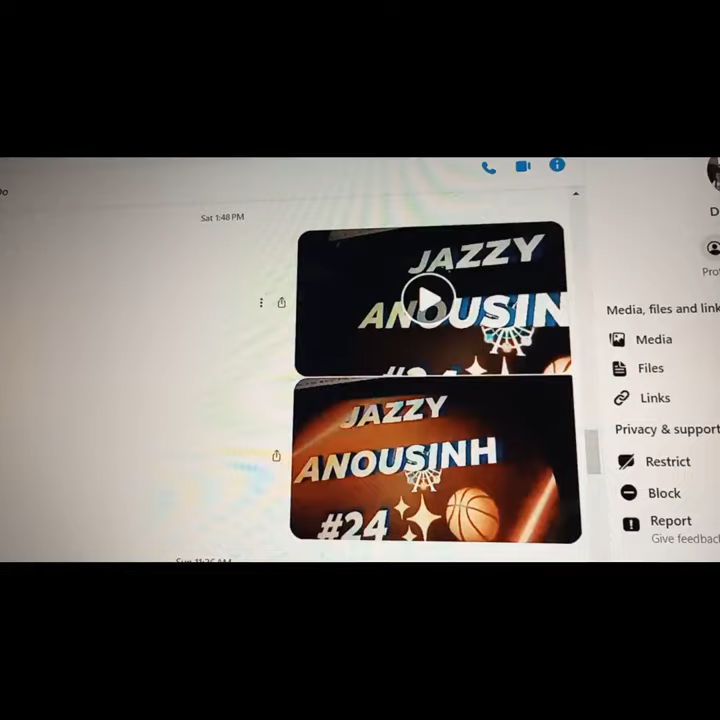 Sat 1:48 PM
JAZZY
ANOUSIN
JAZZY
ANOUSINH
#24
Media, files and link
Media
Files
Links
Privacy & support
Restrict
Block
Report
Give feedbac